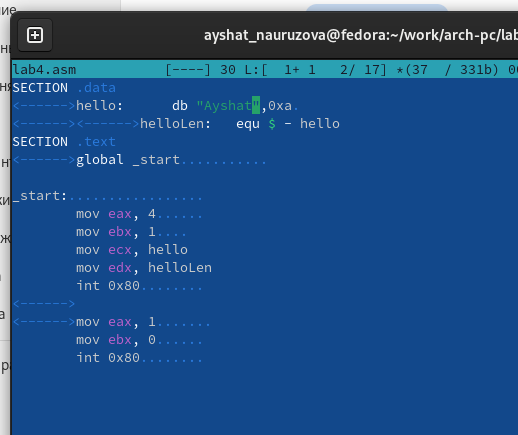 ayshat_nauruzova@fedora:~/work/arch-pc/lab
lab4.asm [----] 30 L:[ 1+ 1 2/ 17] *(37 / 331b) 00
SECTION .data
<------>hello: db "Ayshat",0xa.
<------><------>helloLen: equ $ - hello
SECTION .text
<------>global _start...........
_start:.................
mov eax, 4......
mov ebx, 1....
mov ecx, hello
mov edx, helloLen
int 0x80........
<------>
<------>mov eax, 1.......
mov ebx, 0......
int 0x80........